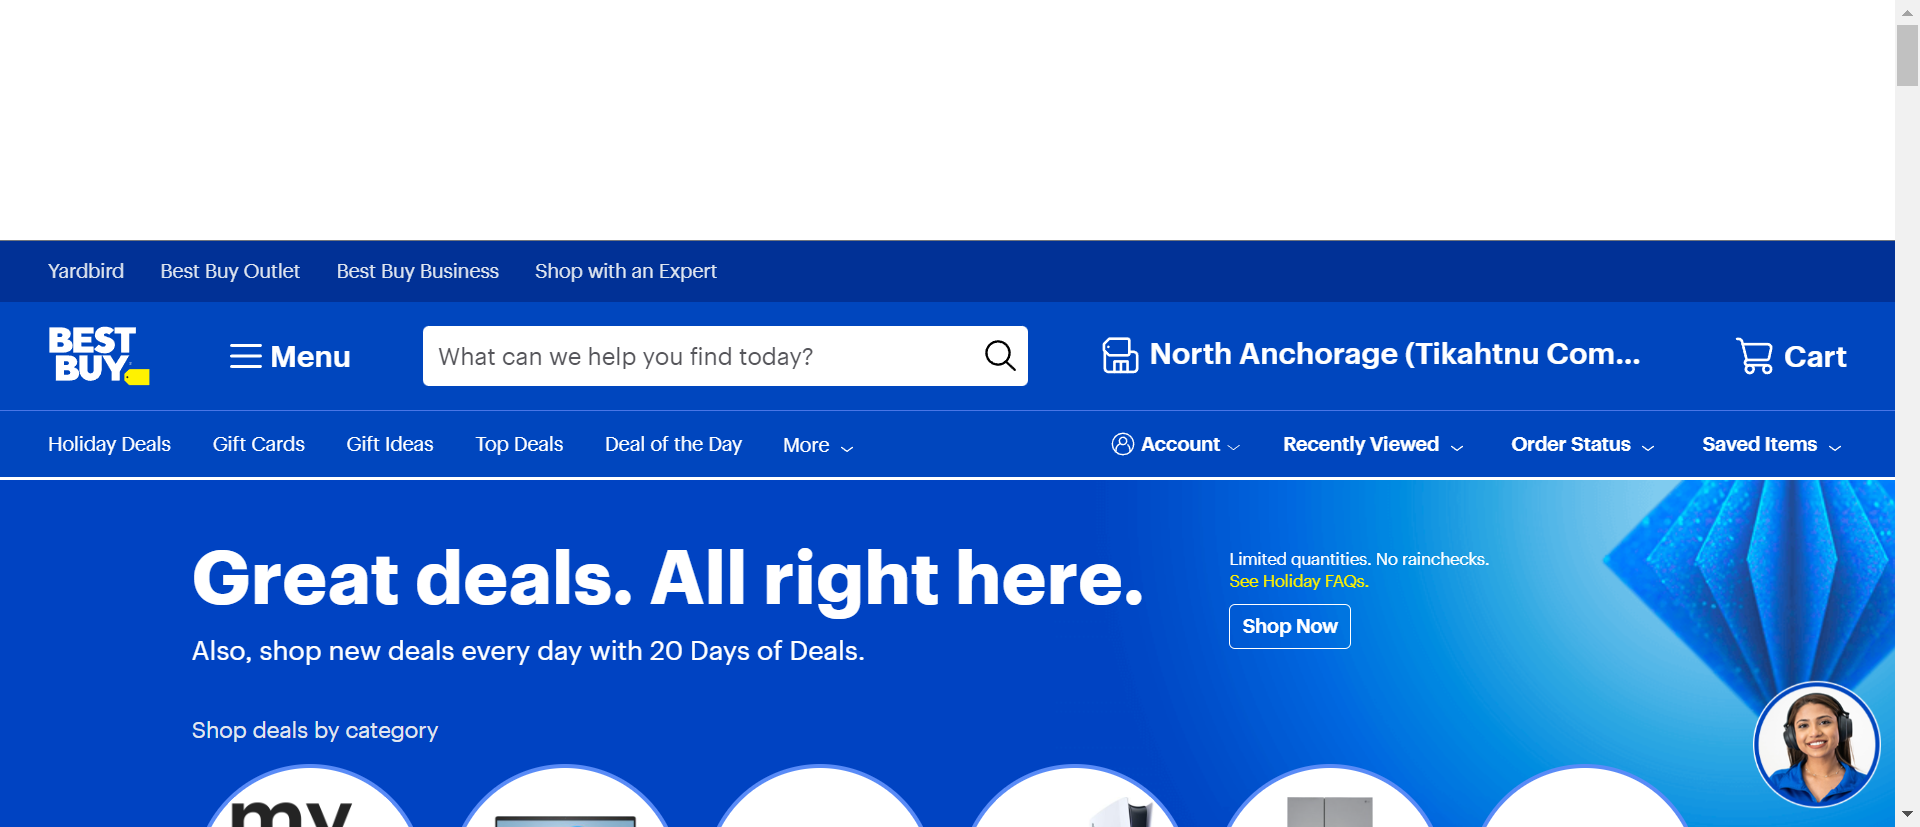 Yardbird Best Buy Outlet Best Buy Business Shop with an Expert
BEST
BUY
Menu
What can we help you find today?
North Anchorage (Tikahtnu Com...
Cart
Holiday Deals Gift Cards Gift Ideas Top Deals Deal of the Day More
Account Recently Viewed Order Status Saved Items
Great deals. All right here.
Also, shop new deals every day with 20 Days of Deals.
Limited quantities. No rainchecks.
See Holiday FAQs.
Shop Now
Shop deals by category
my